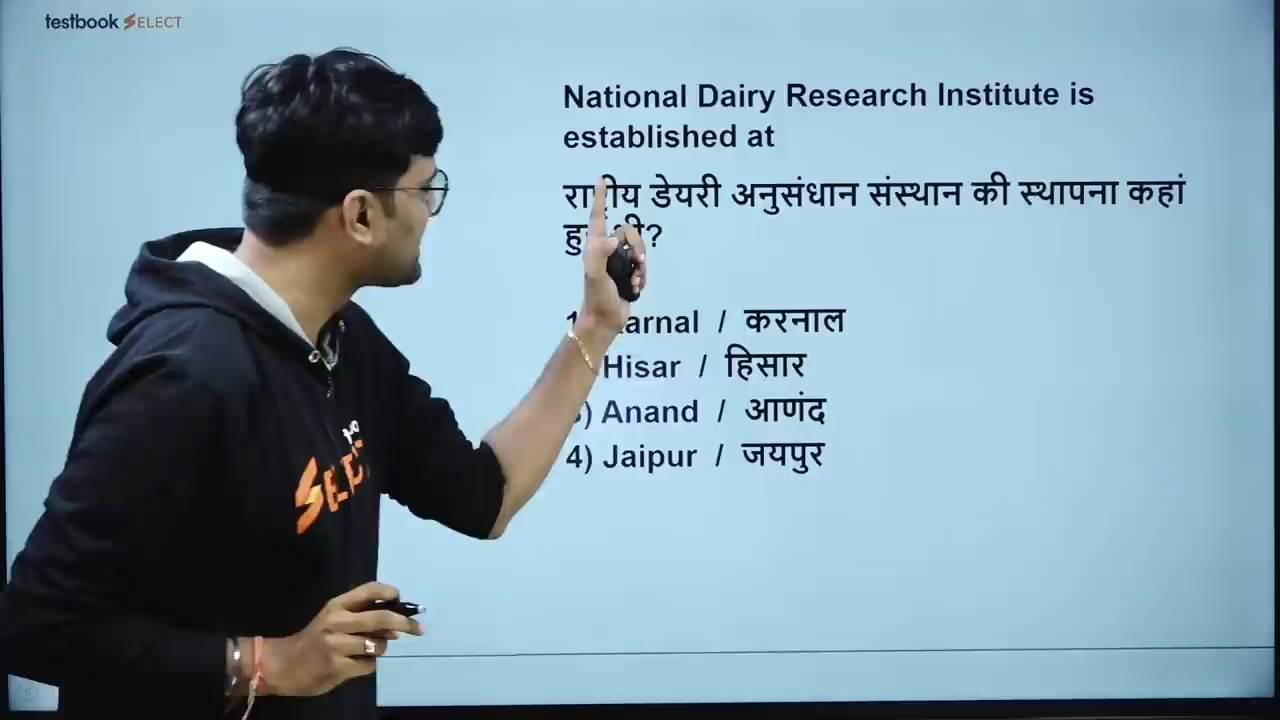 testbook SELECT
National Dairy Research Institute is
established at
डेयरी अनुसंधान संस्थान की स्थापना कहां
/ करनाल
Hisar / हिसार
Anand / आणंद
4) Jaipur / जयपुर